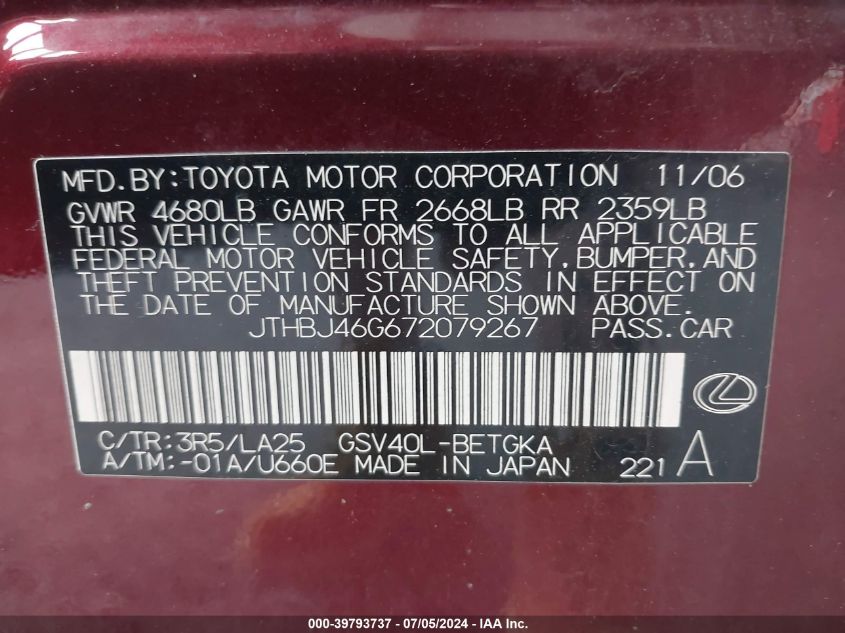 MFD.BY:TOYOTA MOTOR CORPORATION 11/06
GVWR 4680LB GAWR FR 2668LB RR 2359LB
THIS VEHICLE CONFORMS TO ALL APPLICABLE
FEDERAL MOTOR VEHICLE SAFETY,BUMPER,AND
THEFT PREVENTION STANDARDS IN EFFECT ON
THE DATE OF MANUFACTURE SHOWN ABOVE.
JTHBJ46G672079267 PASS.CAR
C/TR:3R5/LA25 GSV40L-BETGKA
A/TM:-01A/U660E MADE IN JAPAN 221A
000-39793737 - 07/05/2024 - IAA Inc.